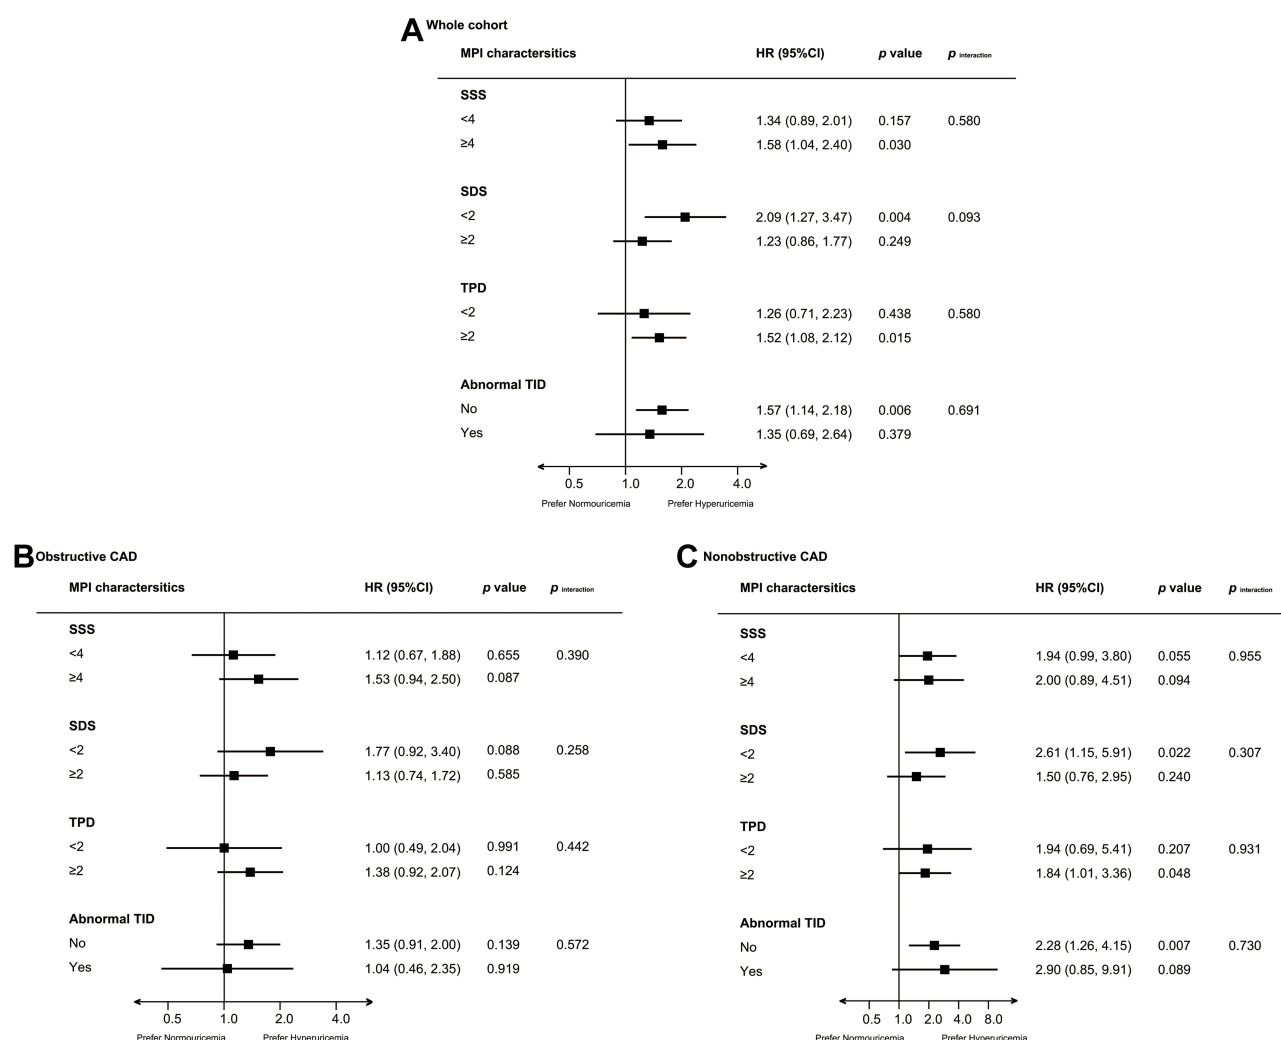 A Whole cohort
MPI charactersitics HR (95%CI) p value p interaction
SSS
<4 1.34 (0.89, 2.01) 0.157 0.580
≥4 1.58 (1.04, 2.40) 0.030
SDS
<2 2.09 (1.27, 3.47) 0.004 0.093
≥2 1.23 (0.86, 1.77) 0.249
TPD
<2 1.26 (0.71, 2.23) 0.438 0.580
≥2 1.52 (1.08, 2.12) 0.015
Abnormal TID
No 1.57 (1.14, 2.18) 0.006 0.691
Yes 1.35 (0.69, 2.64) 0.379
0.5 1.0 2.0 4.0
Prefer Normouricemia Prefer Hyperuricemia
B Obstructive CAD
MPI charactersitics HR (95%CI) p value p interaction
SSS
<4 1.12 (0.67, 1.88) 0.655 0.390
≥4 1.53 (0.94, 2.50) 0.087
SDS
<2 1.77 (0.92, 3.40) 0.088 0.258
≥2 1.13 (0.74, 1.72) 0.585
TPD
<2 1.00 (0.49, 2.04) 0.991 0.442
≥2 1.38 (0.92, 2.07) 0.124
Abnormal TID
No 1.35 (0.91, 2.00) 0.139 0.572
Yes 1.04 (0.46, 2.35) 0.919
0.5 1.0 2.0 4.0
Prefer Normouricemia Prefer Hyperuricemia
C Nonobstructive CAD
MPI charactersitics HR (95%CI) p value p interaction
SSS
<4 1.94 (0.99, 3.80) 0.055 0.955
≥4 2.00 (0.89, 4.51) 0.094
SDS
<2 2.61 (1.15, 5.91) 0.022 0.307
≥2 1.50 (0.76, 2.95) 0.240
TPD
<2 1.94 (0.69, 5.41) 0.207 0.931
≥2 1.84 (1.01, 3.36) 0.048
Abnormal TID
No 2.28 (1.26, 4.15) 0.007 0.730
Yes 2.90 (0.85, 9.91) 0.089
0.5 1.0 2.0 4.0 8.0
Prefer Normouricemia Prefer Hyperuricemia